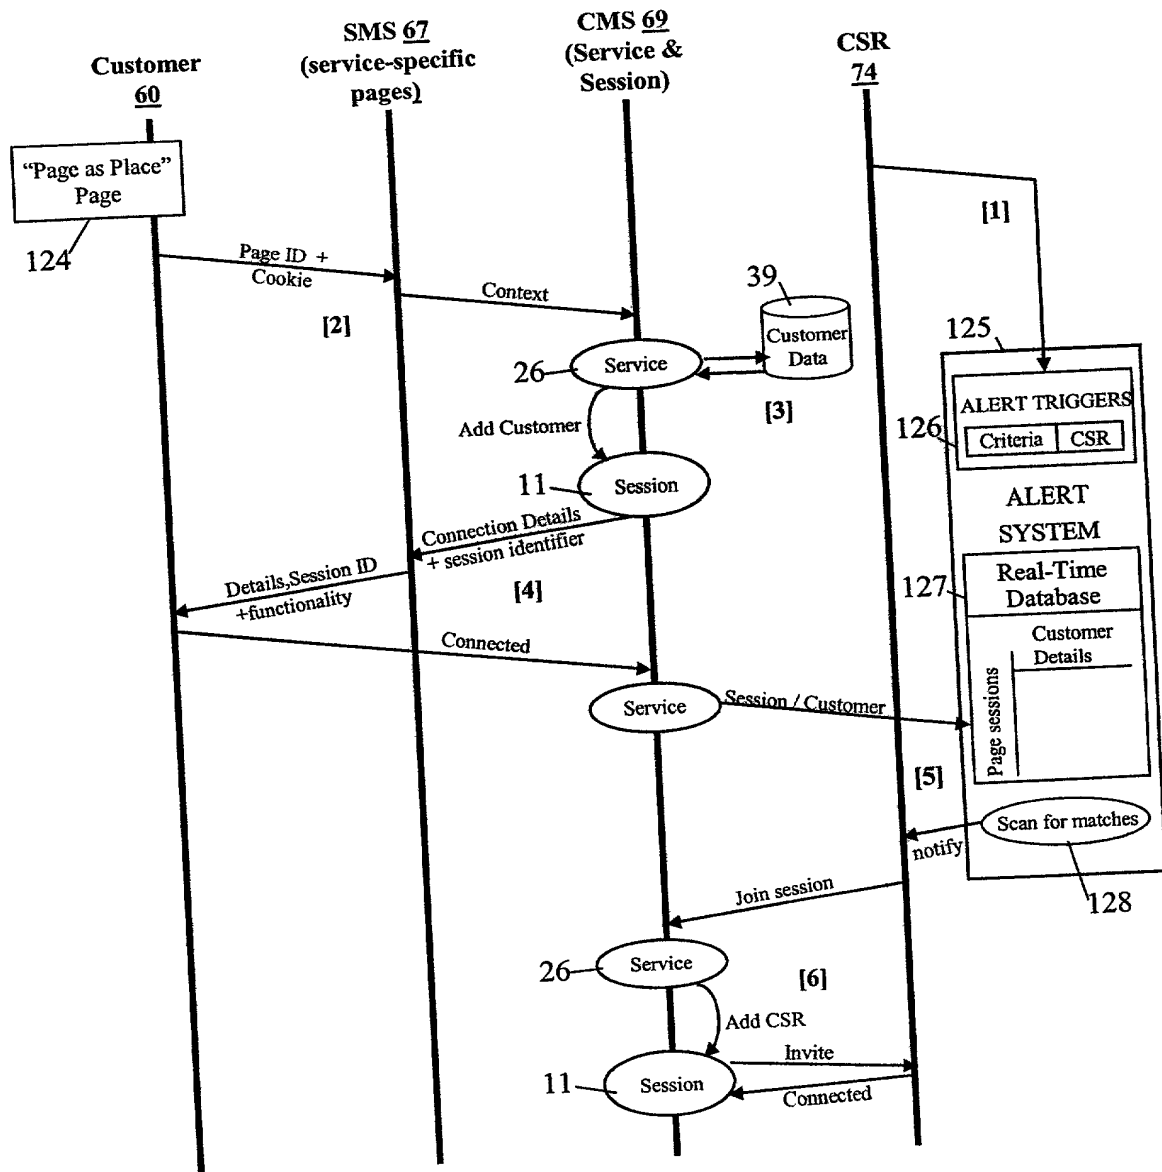 Customer
60
SMS 67
(service-specific
pages)
CMS 69
(Service &
Session)
CSR
74
"Page as Place"
Page
124
[1]
Page ID +
Cookie
[2]
Context
39
Customer
Data
26
Service
[3]
Add Customer
11
Session
125
126
ALERT TRIGGERS
Criteria
CSR
ALERT
SYSTEM
Connection Details
+ session identifier
Details,Session ID
+functionality
[4]
127
Real-Time
Database
Customer
Details
Page sessions
Connected
Service
Session / Customer
[5]
Scan for matches
notify
128
Join session
26
Service
[6]
Add CSR
Invite
11
Session
Connected